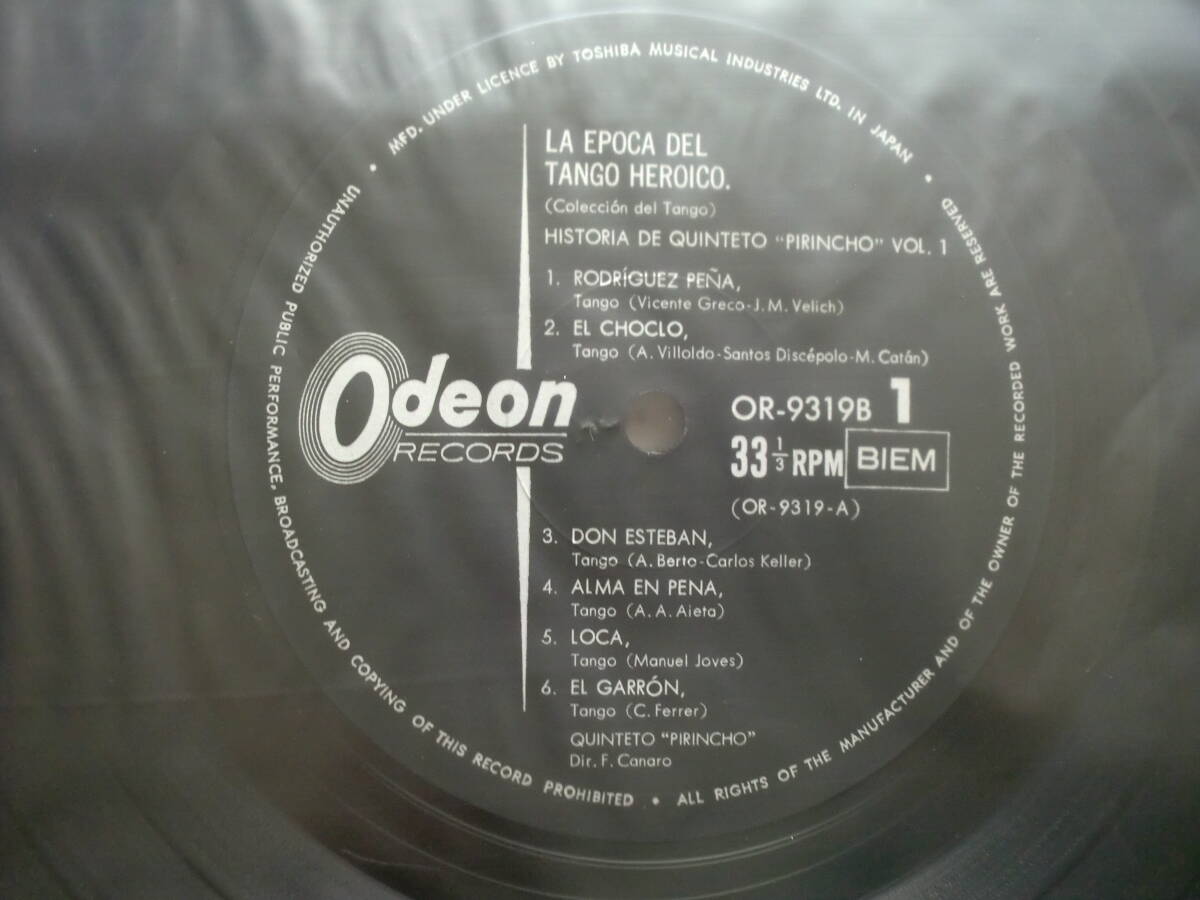 MFD. UNDER LICENCE BY TOSHIBA MUSICAL INDUSTRIES LTD. IN JAPAN •
LA EPOCA DEL
TANGO HEROICO.
(Colección del Tango)
HISTORIA DE QUINTETO "PIRINCHO" VOL. 1
1. RODRÍGUEZ PEÑA,
Tango (Vicente Greco-J. M. Velich)
2. EL CHOCLO,
Tango (A. Villoldo-Santos Discépolo-M. Catán)
Odeon
RECORDS
OR-9319B 1
33 1/3 RPM BIEM
(OR-9319-A)
3. DON ESTEBAN,
Tango (A. Berto-Carlos Keller)
4. ALMA EN PENA,
Tango (A. A. Aieta)
5. LOCA,
Tango (Manuel Joves)
6. EL GARRÓN,
Tango (C. Ferrer)
QUINTETO "PIRINCHO"
Dir. F. Canaro
ALL RIGHTS OF THE MANUFACTURER AND OF THE OWNER OF THE RECORDED WORK ARE RESERVED •
UNAUTHORIZED PUBLIC PERFORMANCE, BROADCASTING AND COPYING OF THIS RECORD PROHIBITED •